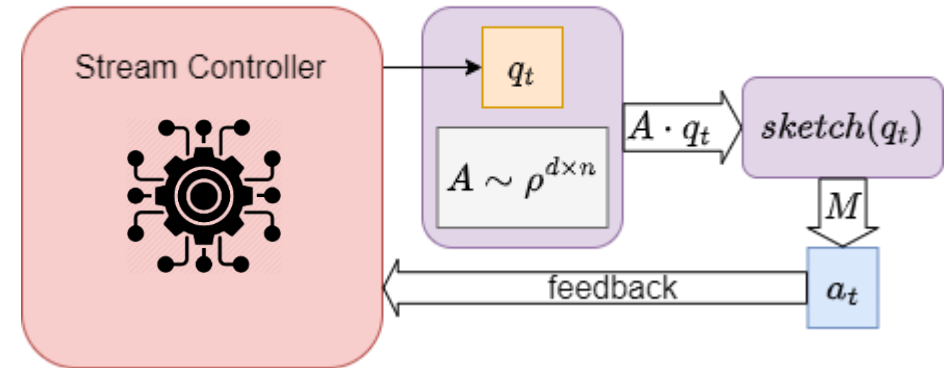 Stream Controller
q_t
A ∼ ρ^{d×n}
A · q_t
sketch(q_t)
M
a_t
feedback